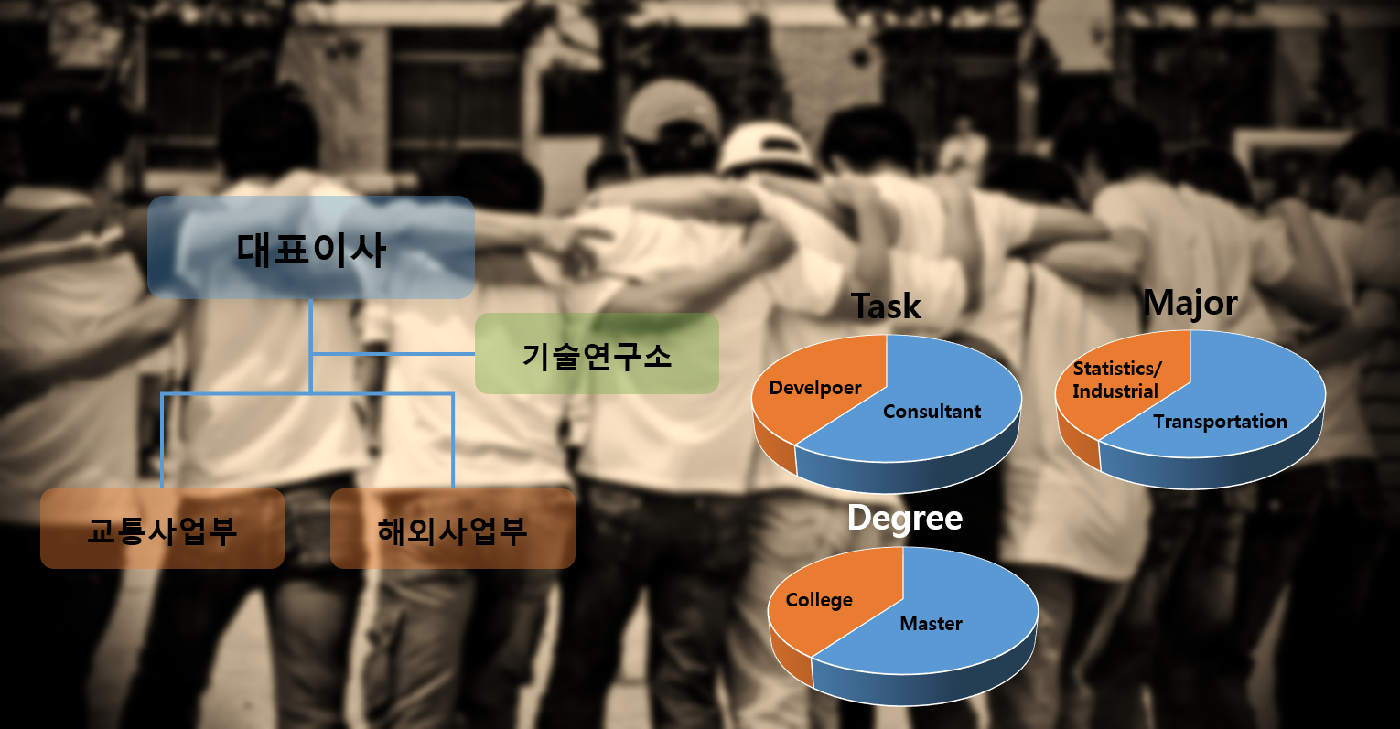 대표이사
기술연구소
교통사업부
해외사업부
Task
Develpoer
Consultant
Major
Statistics/
Industrial
Transportation
Degree
College
Master